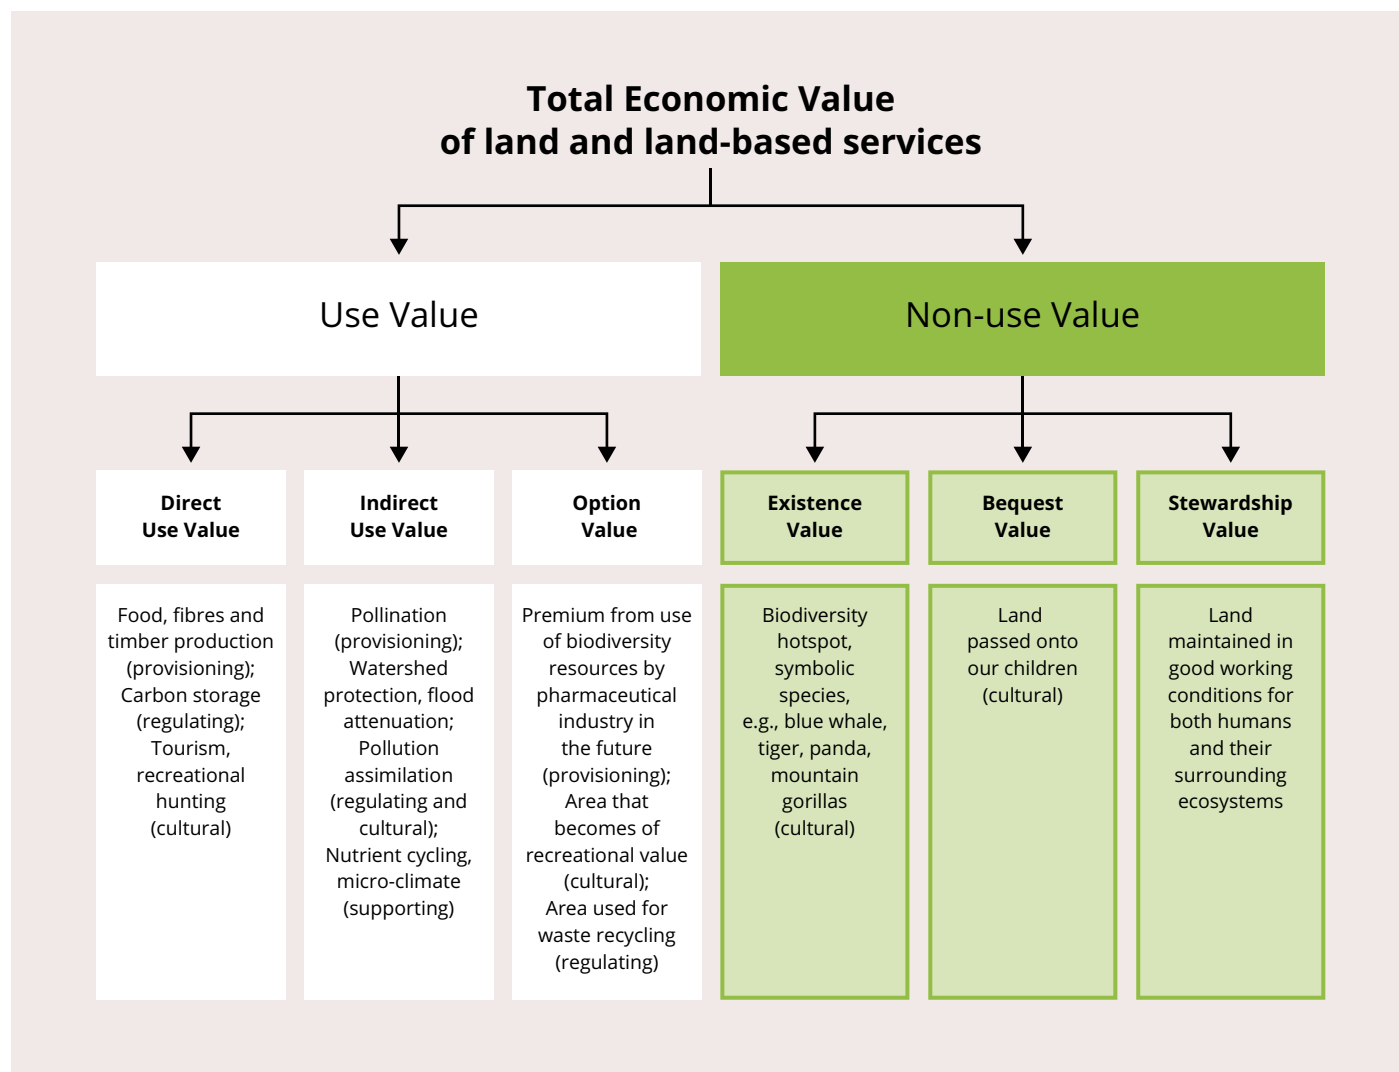 Total Economic Value
of land and land-based services
Use Value
Non-use Value
Direct
Use Value
Indirect
Use Value
Option
Value
Existence
Value
Bequest
Value
Stewardship
Value
Food, fibres and
timber production
(provisioning);
Carbon storage
(regulating);
Tourism,
recreational
hunting
(cultural)
Pollination
(provisioning);
Watershed
protection, flood
attenuation;
Pollution
assimilation
(regulating and
cultural);
Nutrient cycling,
micro-climate
(supporting)
Premium from use
of biodiversity
resources by
pharmaceutical
industry in
the future
(provisioning);
Area that
becomes of
recreational value
(cultural);
Area used for
waste recycling
(regulating)
Biodiversity
hotspot,
symbolic
species,
e.g., blue whale,
tiger, panda,
mountain
gorillas
(cultural)
Land
passed onto
our children
(cultural)
Land
maintained in
good working
conditions for
both humans
and their
surrounding
ecosystems